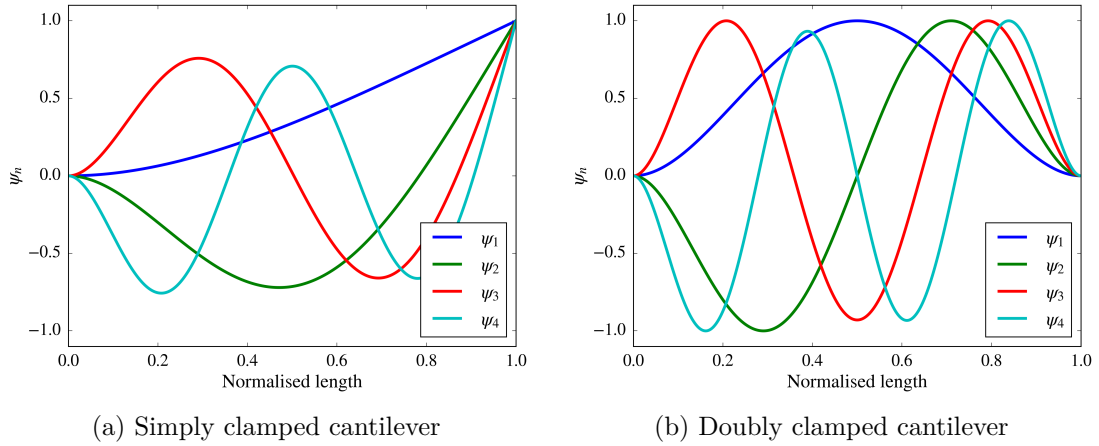 1.0
0.5
0.0
−0.5
−1.0
ψn
0.0 0.2 0.4 0.6 0.8 1.0
Normalised length
ψ1
ψ2
ψ3
ψ4
(a) Simply clamped cantilever
1.0
0.5
0.0
−0.5
−1.0
ψn
0.0 0.2 0.4 0.6 0.8 1.0
Normalised length
ψ1
ψ2
ψ3
ψ4
(b) Doubly clamped cantilever